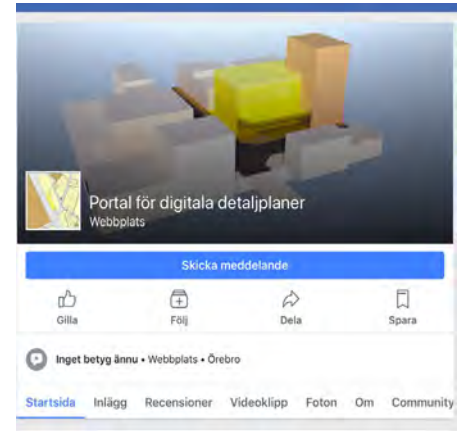 Portal för digitala detaljplaner
Webbplats
Skicka meddelande
Gilla Följ Dela Spara
Inget betyg ännu • Webbplats • Örebro
Startsida Inlägg Recensioner Videoklipp Foton Om Community